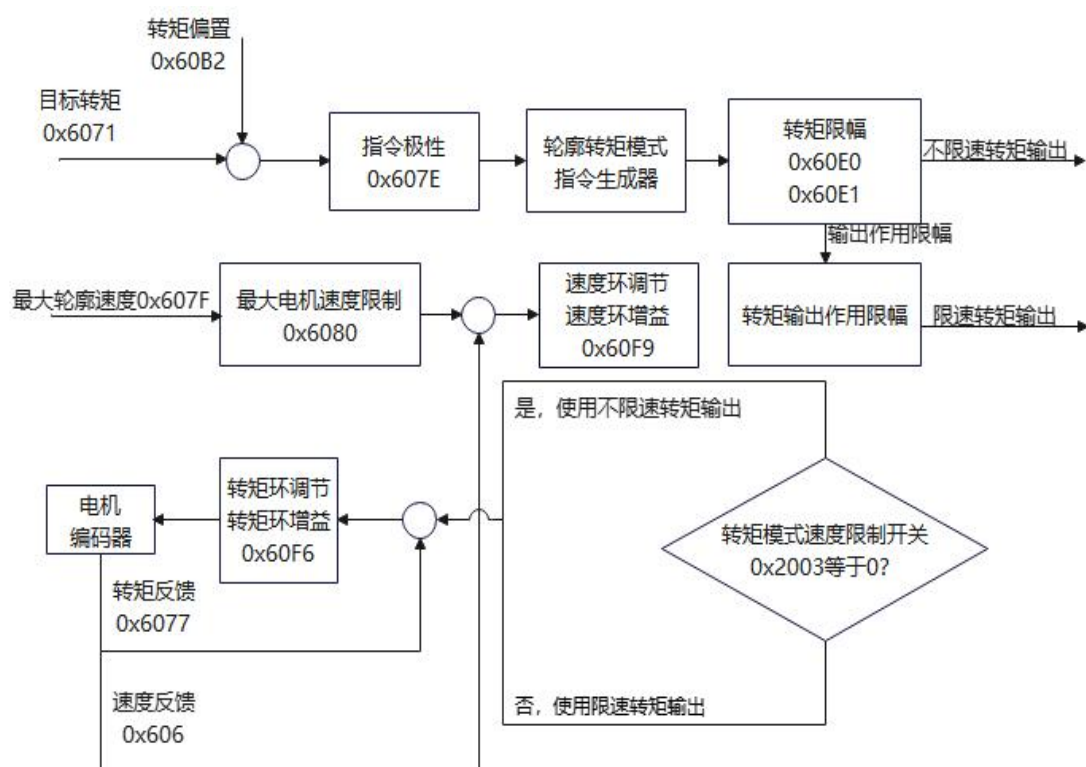 转矩偏置
0x60B2
目标转矩
0x6071
指令极性
0x607E
轮廓转矩模式
指令生成器
转矩限幅
0x60E0
0x60E1
不限速转矩输出
输出作用限幅
最大轮廓速度0x607F
最大电机速度限制
0x6080
速度环调节
速度环增益
0x60F9
转矩输出作用限幅
限速转矩输出
是，使用不限速转矩输出
电机
编码器
转矩环调节
转矩环增益
0x60F6
转矩模式速度限制开关
0x2003等于0?
转矩反馈
0x6077
速度反馈
0x606
否，使用限速转矩输出